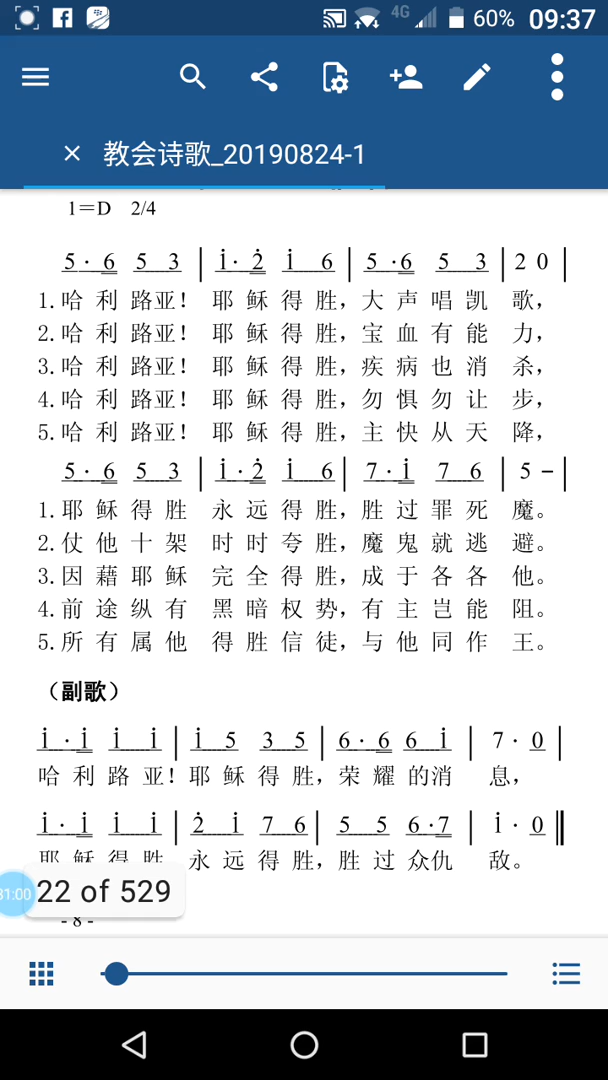 4G 60% 09:37
教会诗歌_20190824-1
1=D 2/4
5· 6 5 3 | i· 2̇ i 6 | 5 ·6 5 3 | 2 0 |
1.哈利路亚！ 耶稣得胜，大声唱凯 歌，
2.哈利路亚！ 耶稣得胜，宝血有能 力，
3.哈利路亚！ 耶稣得胜，疾病也消 杀，
4.哈利路亚！ 耶稣得胜，勿惧勿让 步，
5.哈利路亚！ 耶稣得胜，主快从天 降，
5· 6 5 3 | i· 2̇ i 6 | 7· i 7 6 | 5 - |
1.耶稣得胜 永远得胜，胜过罪死 魔。
2.仗他十架 时时夸胜，魔鬼就逃 避。
3.因藉耶稣 完全得胜，成于各各 他。
4.前途纵有 黑暗权势，有主岂能 阻。
5.所有属他 得胜信徒，与他同作 王。
（副歌）
i · i i i | i 5 3 5 | 6· 6 6 i | 7· 0 |
哈利路亚！耶稣得胜，荣耀的消 息，
i · i i i | 2̇ i 7 6 | 5 5 6·7 | i · 0 ‖
耶稣得胜 永远得胜，胜过众仇 敌。
31:00
22 of 529
- 8 -